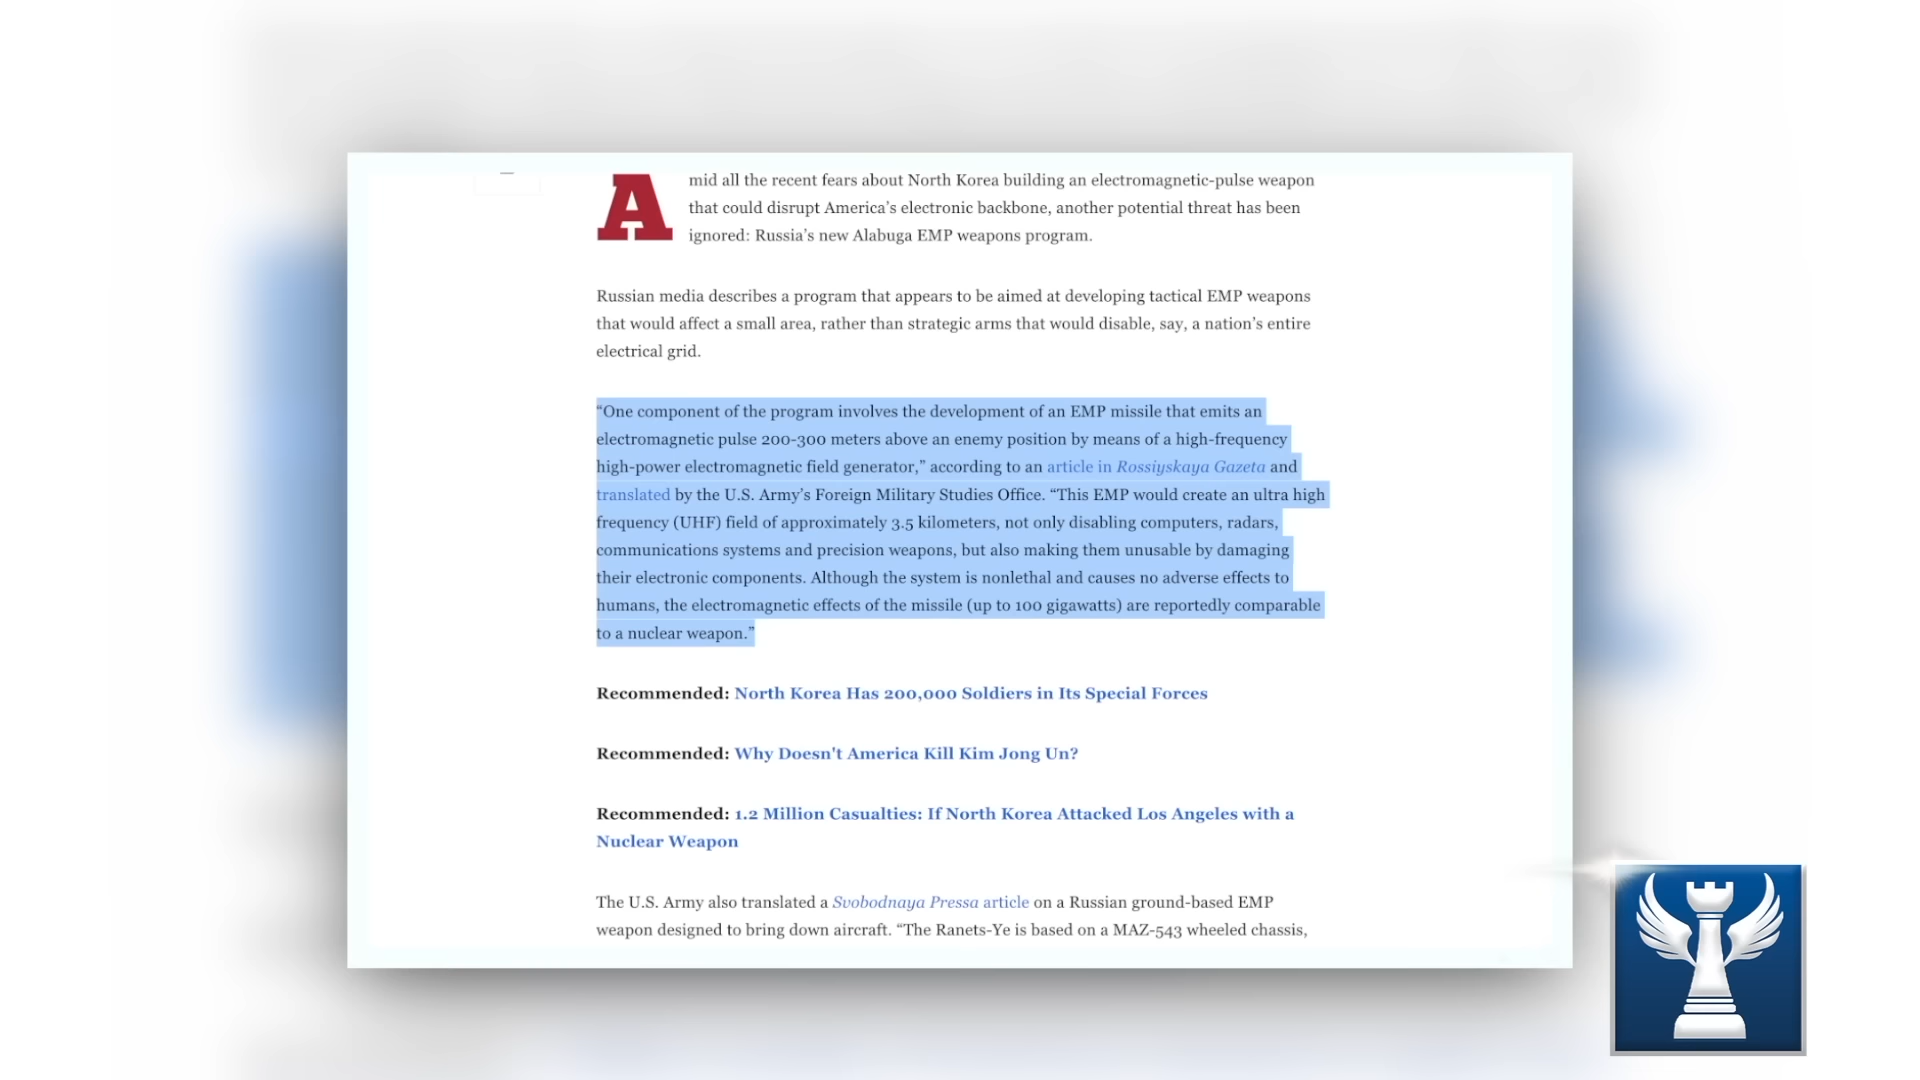 A
mid all the recent fears about North Korea building an electromagnetic-pulse weapon
that could disrupt America’s electronic backbone, another potential threat has been
ignored: Russia’s new Alabuga EMP weapons program.
Russian media describes a program that appears to be aimed at developing tactical EMP weapons
that would affect a small area, rather than strategic arms that would disable, say, a nation’s entire
electrical grid.
“One component of the program involves the development of an EMP missile that emits an
electromagnetic pulse 200-300 meters above an enemy position by means of a high-frequency
high-power electromagnetic field generator,” according to an article in Rossiyskaya Gazeta and
translated by the U.S. Army’s Foreign Military Studies Office. “This EMP would create an ultra high
frequency (UHF) field of approximately 3.5 kilometers, not only disabling computers, radars,
communications systems and precision weapons, but also making them unusable by damaging
their electronic components. Although the system is nonlethal and causes no adverse effects to
humans, the electromagnetic effects of the missile (up to 100 gigawatts) are reportedly comparable
to a nuclear weapon.”
Recommended: North Korea Has 200,000 Soldiers in Its Special Forces
Recommended: Why Doesn't America Kill Kim Jong Un?
Recommended: 1.2 Million Casualties: If North Korea Attacked Los Angeles with a
Nuclear Weapon
The U.S. Army also translated a Svobodnaya Pressa article on a Russian ground-based EMP
weapon designed to bring down aircraft. “The Ranets-Ye is based on a MAZ-543 wheeled chassis,